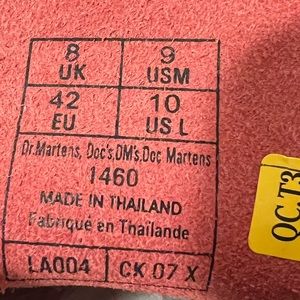 8 UK 9 USM
42 EU 10 US L
Dr.Martens, Doc's,DM's,Doc Martens
1460
MADE IN THAILAND
Fabriqué en Thaïlande
LA004 CK 07 X
QC.T3